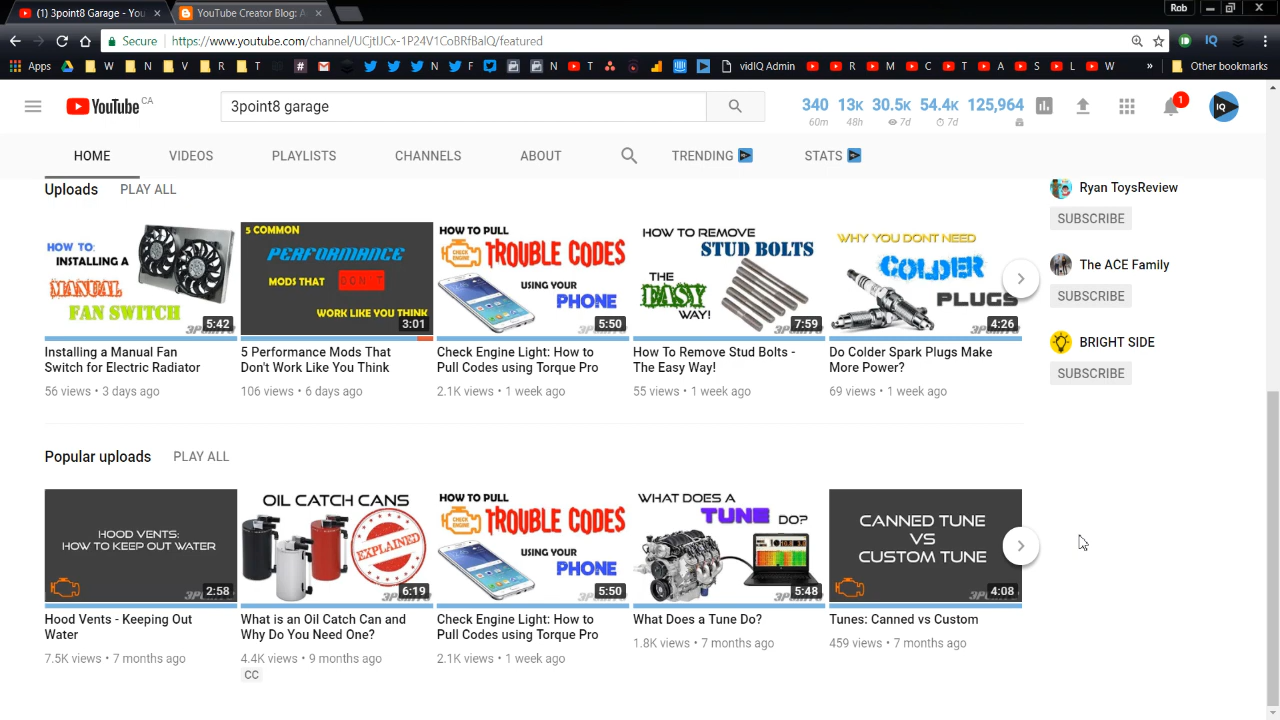 (1) 3point8 Garage - You
YouTube Creator Blog: A
Rob
Secure
https://www.youtube.com/channel/UCjtIJCx-1P24V1CoBRfBalQ/featured
IQ
Apps W N V R T N F N T vidIQ Admin R M C T A S L W » Other bookmarks
YouTube CA
3point8 garage
340 13K 30.5K 54.4K 125,964
60m 48h 7d 7d
1
IQ
HOME VIDEOS PLAYLISTS CHANNELS ABOUT TRENDING STATS
Uploads PLAY ALL
HOW TO:
INSTALLING A
MANUAL
FAN SWITCH
5:42
Installing a Manual Fan
Switch for Electric Radiator
56 views • 3 days ago
5 COMMON
PERFORMANCE
MODS THAT DON'T
WORK LIKE YOU THINK
3:01
5 Performance Mods That
Don't Work Like You Think
106 views • 6 days ago
HOW TO PULL
CHECK ENGINE
TROUBLE CODES
USING YOUR
PHONE
5:50
Check Engine Light: How to
Pull Codes using Torque Pro
2.1K views • 1 week ago
HOW TO REMOVE
STUD BOLTS
THE
EASY
WAY!
7:59
How To Remove Stud Bolts -
The Easy Way!
55 views • 1 week ago
WHY YOU DONT NEED
COLDER
PLUGS
4:26
Do Colder Spark Plugs Make
More Power?
69 views • 1 week ago
Ryan ToysReview
SUBSCRIBE
The ACE Family
SUBSCRIBE
BRIGHT SIDE
SUBSCRIBE
Popular uploads PLAY ALL
HOOD VENTS:
HOW TO KEEP OUT WATER
2:58
Hood Vents - Keeping Out
Water
7.5K views • 7 months ago
OIL CATCH CANS
EXPLAINED
6:19
What is an Oil Catch Can and
Why Do You Need One?
4.4K views • 9 months ago
CC
HOW TO PULL
CHECK ENGINE
TROUBLE CODES
USING YOUR
PHONE
5:50
Check Engine Light: How to
Pull Codes using Torque Pro
2.1K views • 1 week ago
WHAT DOES A
TUNE DO?
5:48
What Does a Tune Do?
1.8K views • 7 months ago
CANNED TUNE
VS
CUSTOM TUNE
4:08
Tunes: Canned vs Custom
459 views • 7 months ago